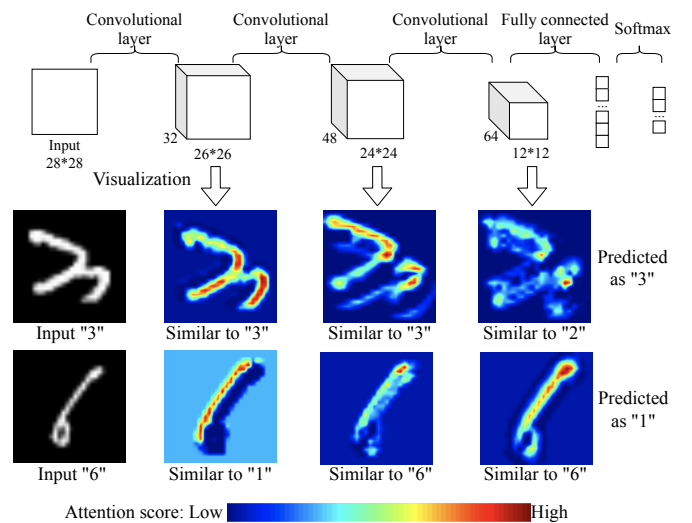 Convolutional layer
Convolutional layer
Convolutional layer
Fully connected layer
Softmax
Input
28*28
32
26*26
48
24*24
64
12*12
...
...
Visualization
Predicted as "3"
Input "3"
Similar to "3"
Similar to "3"
Similar to "2"
Predicted as "1"
Input "6"
Similar to "1"
Similar to "6"
Similar to "6"
Attention score: Low
High